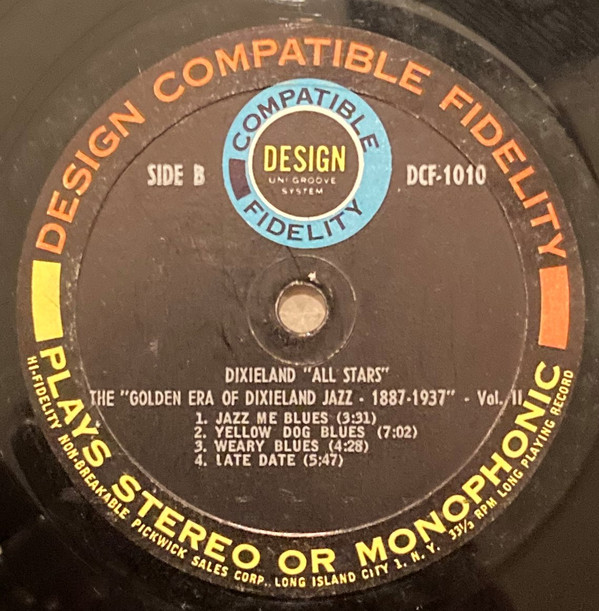 DESIGN COMPATIBLE FIDELITY
COMPATIBLE
DESIGN
UNI GROOVE
SYSTEM
FIDELITY
SIDE B
DCF-1010
DIXIELAND "ALL STARS"
THE "GOLDEN ERA OF DIXIELAND JAZZ - 1887-1937" - Vol. II
1. JAZZ ME BLUES (3:31)
2. YELLOW DOG BLUES (7:02)
3. WEARY BLUES (4:28)
4. LATE DATE (5:47)
PLAYS STEREO OR MONOPHONIC
HI-FIDELITY NON-BREAKABLE PICKWICK SALES CORP., LONG ISLAND CITY 1, N. Y. 33⅓ RPM LONG PLAYING RECORD